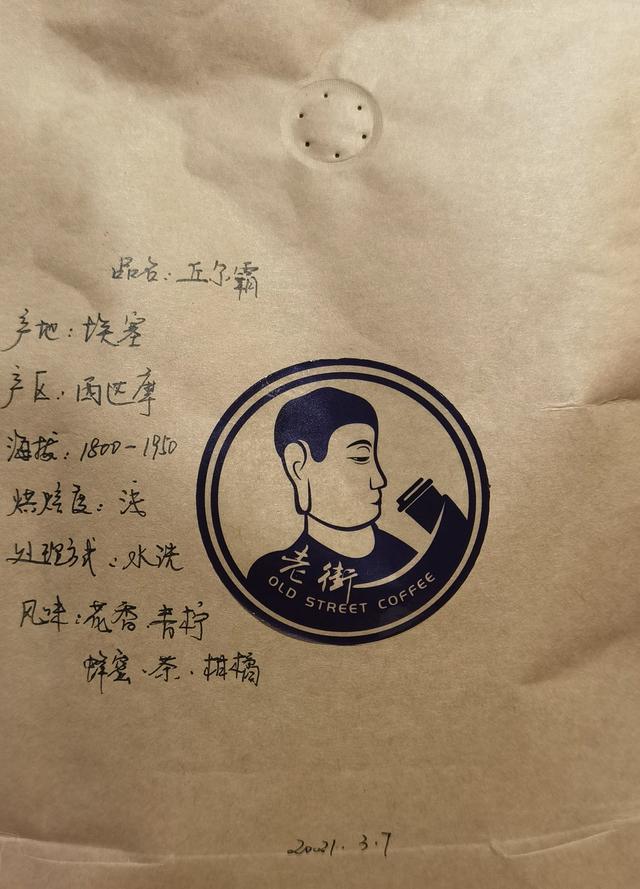 品名：丘尔霸
产地：埃塞
产区：西达摩
海拔：1800-1950
烘焙度：浅
处理方式：水洗
风味：花香.青柠
蜂蜜.茶.柑橘
老街
OLD STREET COFFEE
2021.3.7